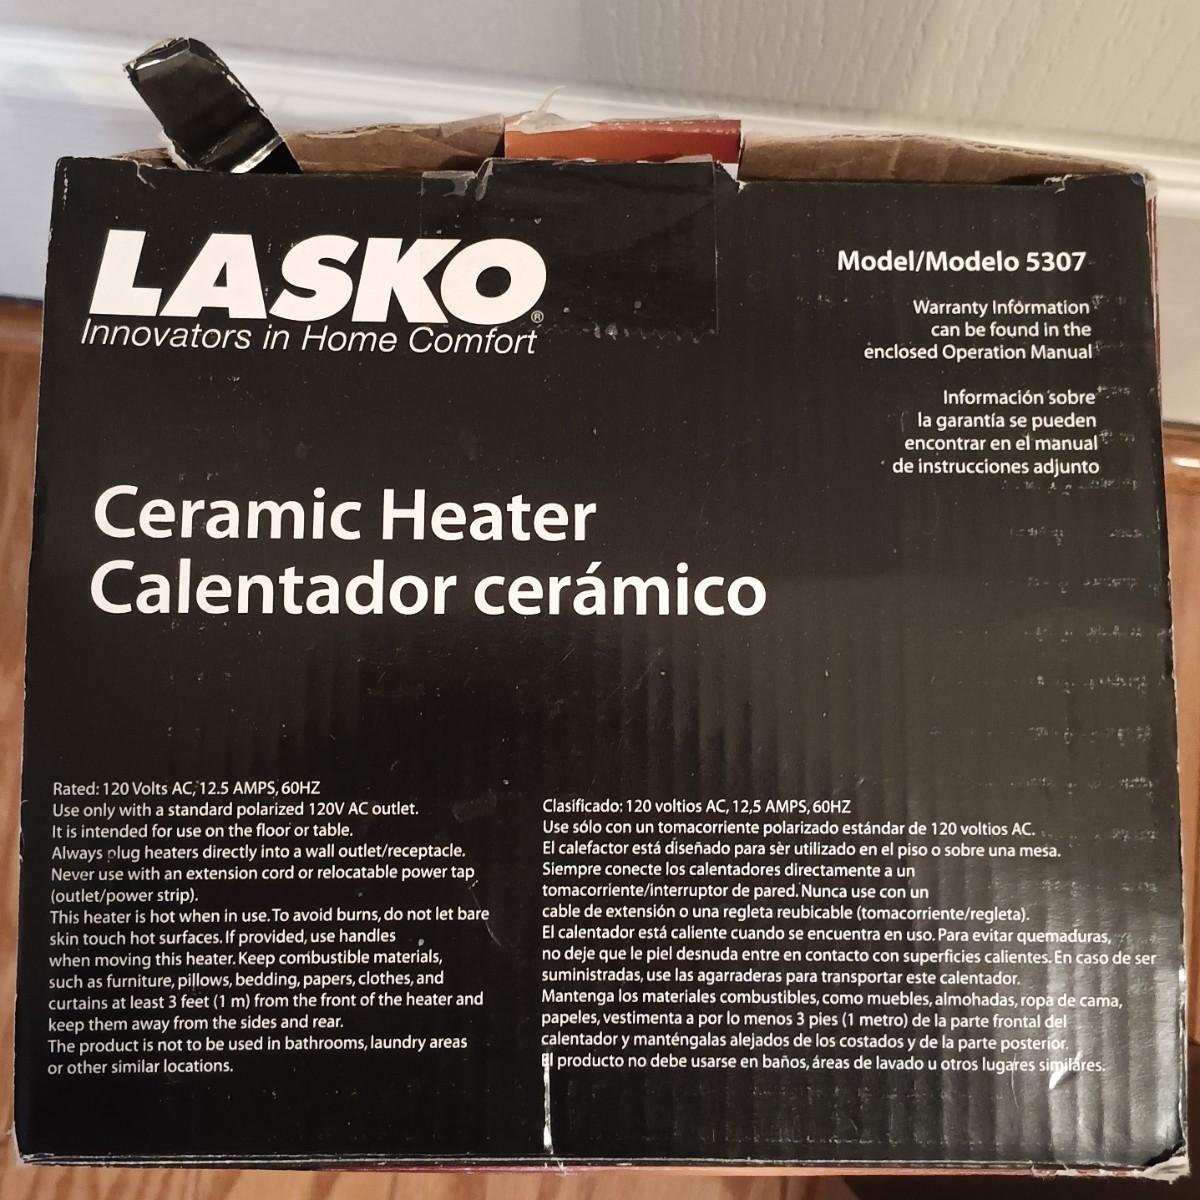 LASKO®
Innovators in Home Comfort
Model/Modelo 5307
Warranty Information
can be found in the
enclosed Operation Manual
Información sobre
la garantía se pueden
encontrar en el manual
de instrucciones adjunto
Ceramic Heater
Calentador cerámico
Rated: 120 Volts AC, 12.5 AMPS, 60HZ
Use only with a standard polarized 120V AC outlet.
It is intended for use on the floor or table.
Always plug heaters directly into a wall outlet/receptacle.
Never use with an extension cord or relocatable power tap
(outlet/power strip).
This heater is hot when in use. To avoid burns, do not let bare
skin touch hot surfaces. If provided, use handles
when moving this heater. Keep combustible materials,
such as furniture, pillows, bedding, papers, clothes, and
curtains at least 3 feet (1 m) from the front of the heater and
keep them away from the sides and rear.
The product is not to be used in bathrooms, laundry areas
or other similar locations.
Clasificado: 120 voltios AC, 12,5 AMPS, 60HZ
Use sólo con un tomacorriente polarizado estándar de 120 voltios AC.
El calefactor está diseñado para sèr utilizado en el piso o sobre una mesa.
Siempre conecte los calentadores directamente a un
tomacorriente/interruptor de pared. Nunca use con un
cable de extensión o una regleta reubicable (tomacorriente/regleta).
El calentador está caliente cuando se encuentra en uso. Para evitar quemaduras,
no deje que le piel desnuda entre en contacto con superficies calientes. En caso de ser
suministradas, use las agarraderas para transportar este calentador.
Mantenga los materiales combustibles, como muebles, almohadas, ropa de cama,
papeles, vestimenta a por lo menos 3 pies (1 metro) de la parte frontal del
calentador y manténgalas alejados de los costados y de la parte posterior.
El producto no debe usarse en baños, áreas de lavado u otros lugares similares.